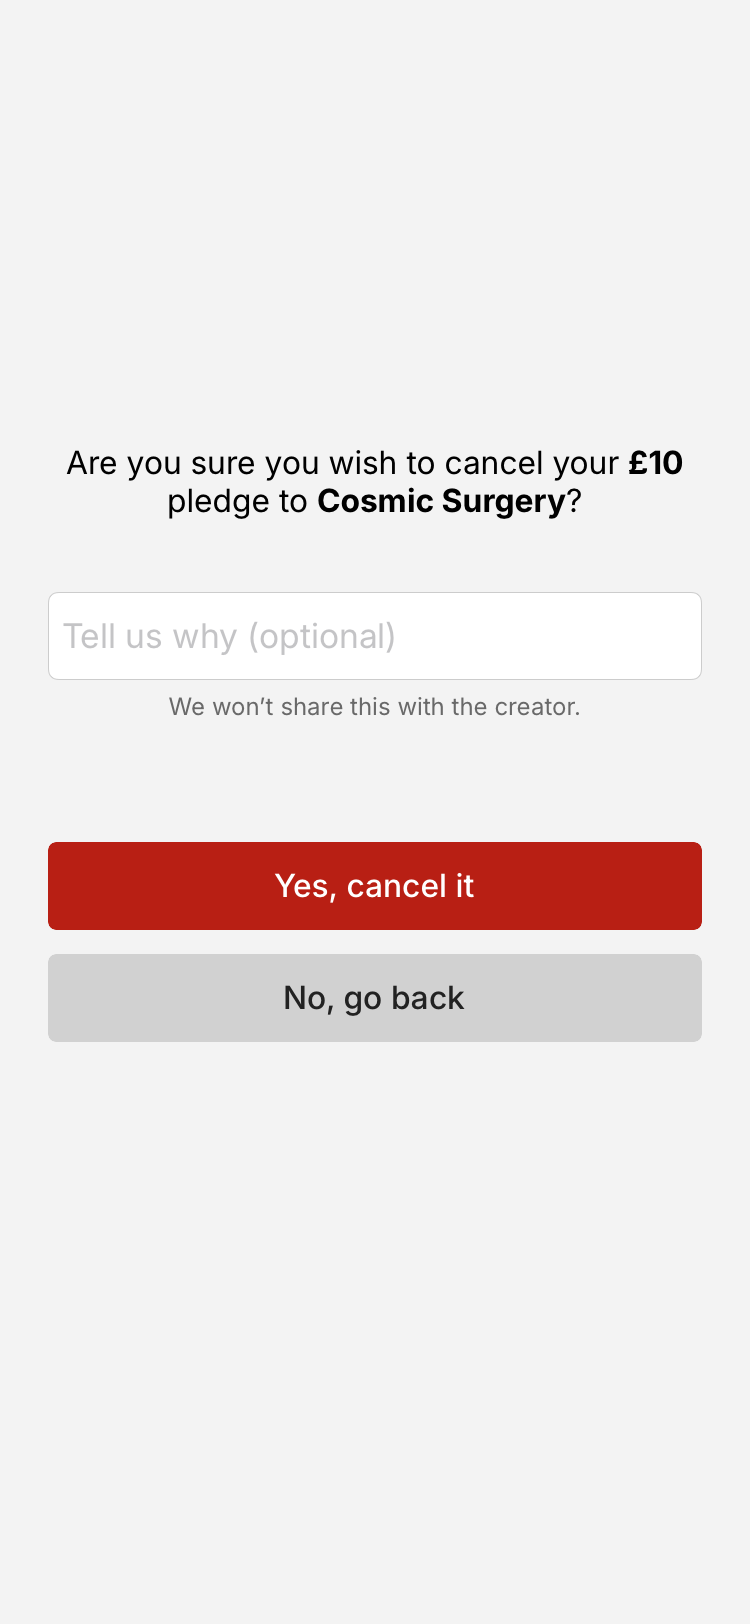 Are you sure you wish to cancel your £10
pledge to Cosmic Surgery?
Tell us why (optional)
We won’t share this with the creator.
Yes, cancel it
No, go back